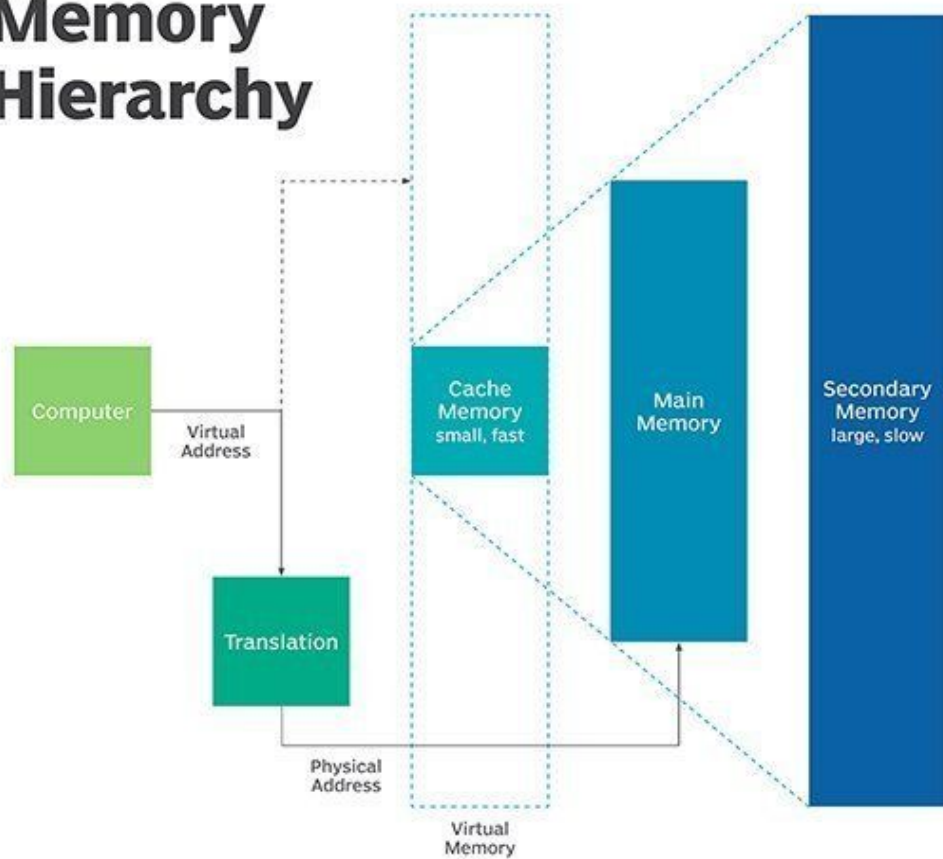 Memory
Hierarchy
Computer
Virtual
Address
Translation
Physical
Address
Cache
Memory
small, fast
Main
Memory
Secondary
Memory
large, slow
Virtual
Memory